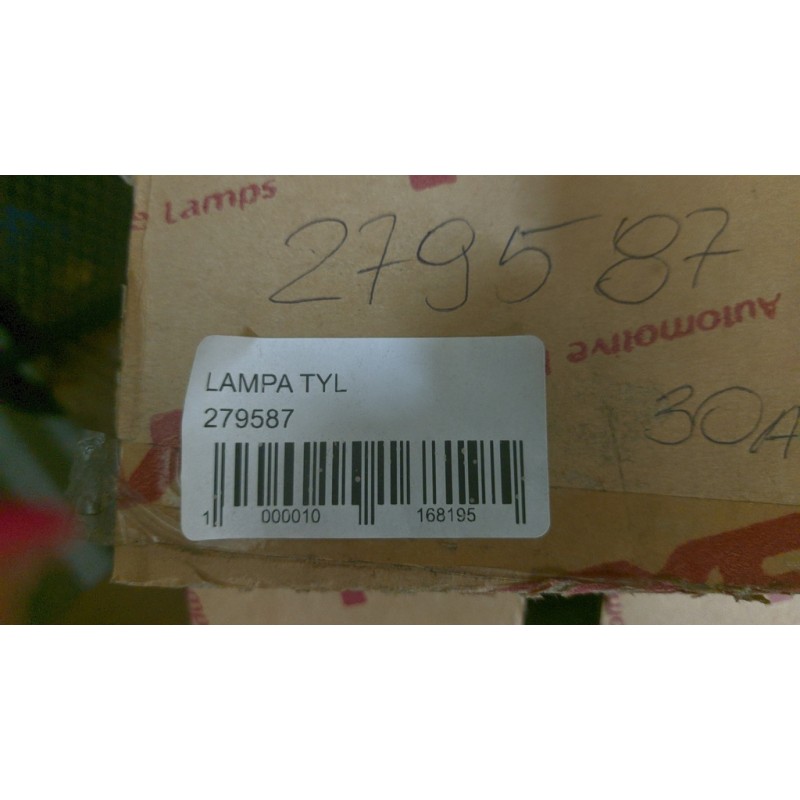 e Lamps
279587
Automotive
30A
LAMPA TYL
279587
1 000010 168195